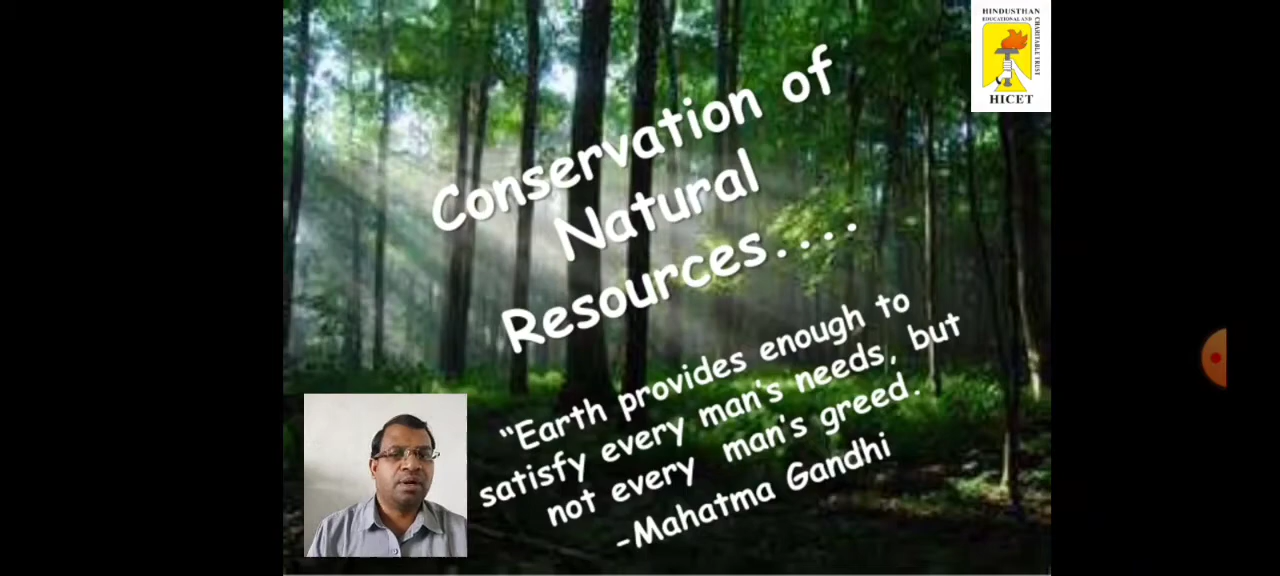 HINDUSTHAN
EDUCATIONAL AND
CHARITABLE TRUST
HICET
Conservation of
Natural
Resources....
“Earth provides enough to
satisfy every man's needs, but
not every man's greed.
-Mahatma Gandhi